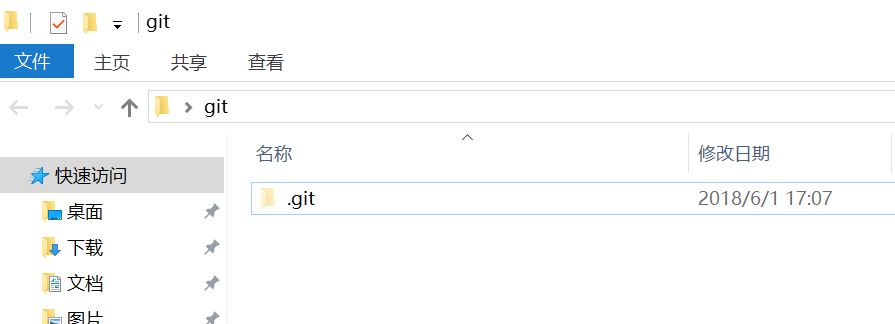 git
文件 主页 共享 查看
git
名称 修改日期
快速访问
.git 2018/6/1 17:07
桌面
下载
文档
图片